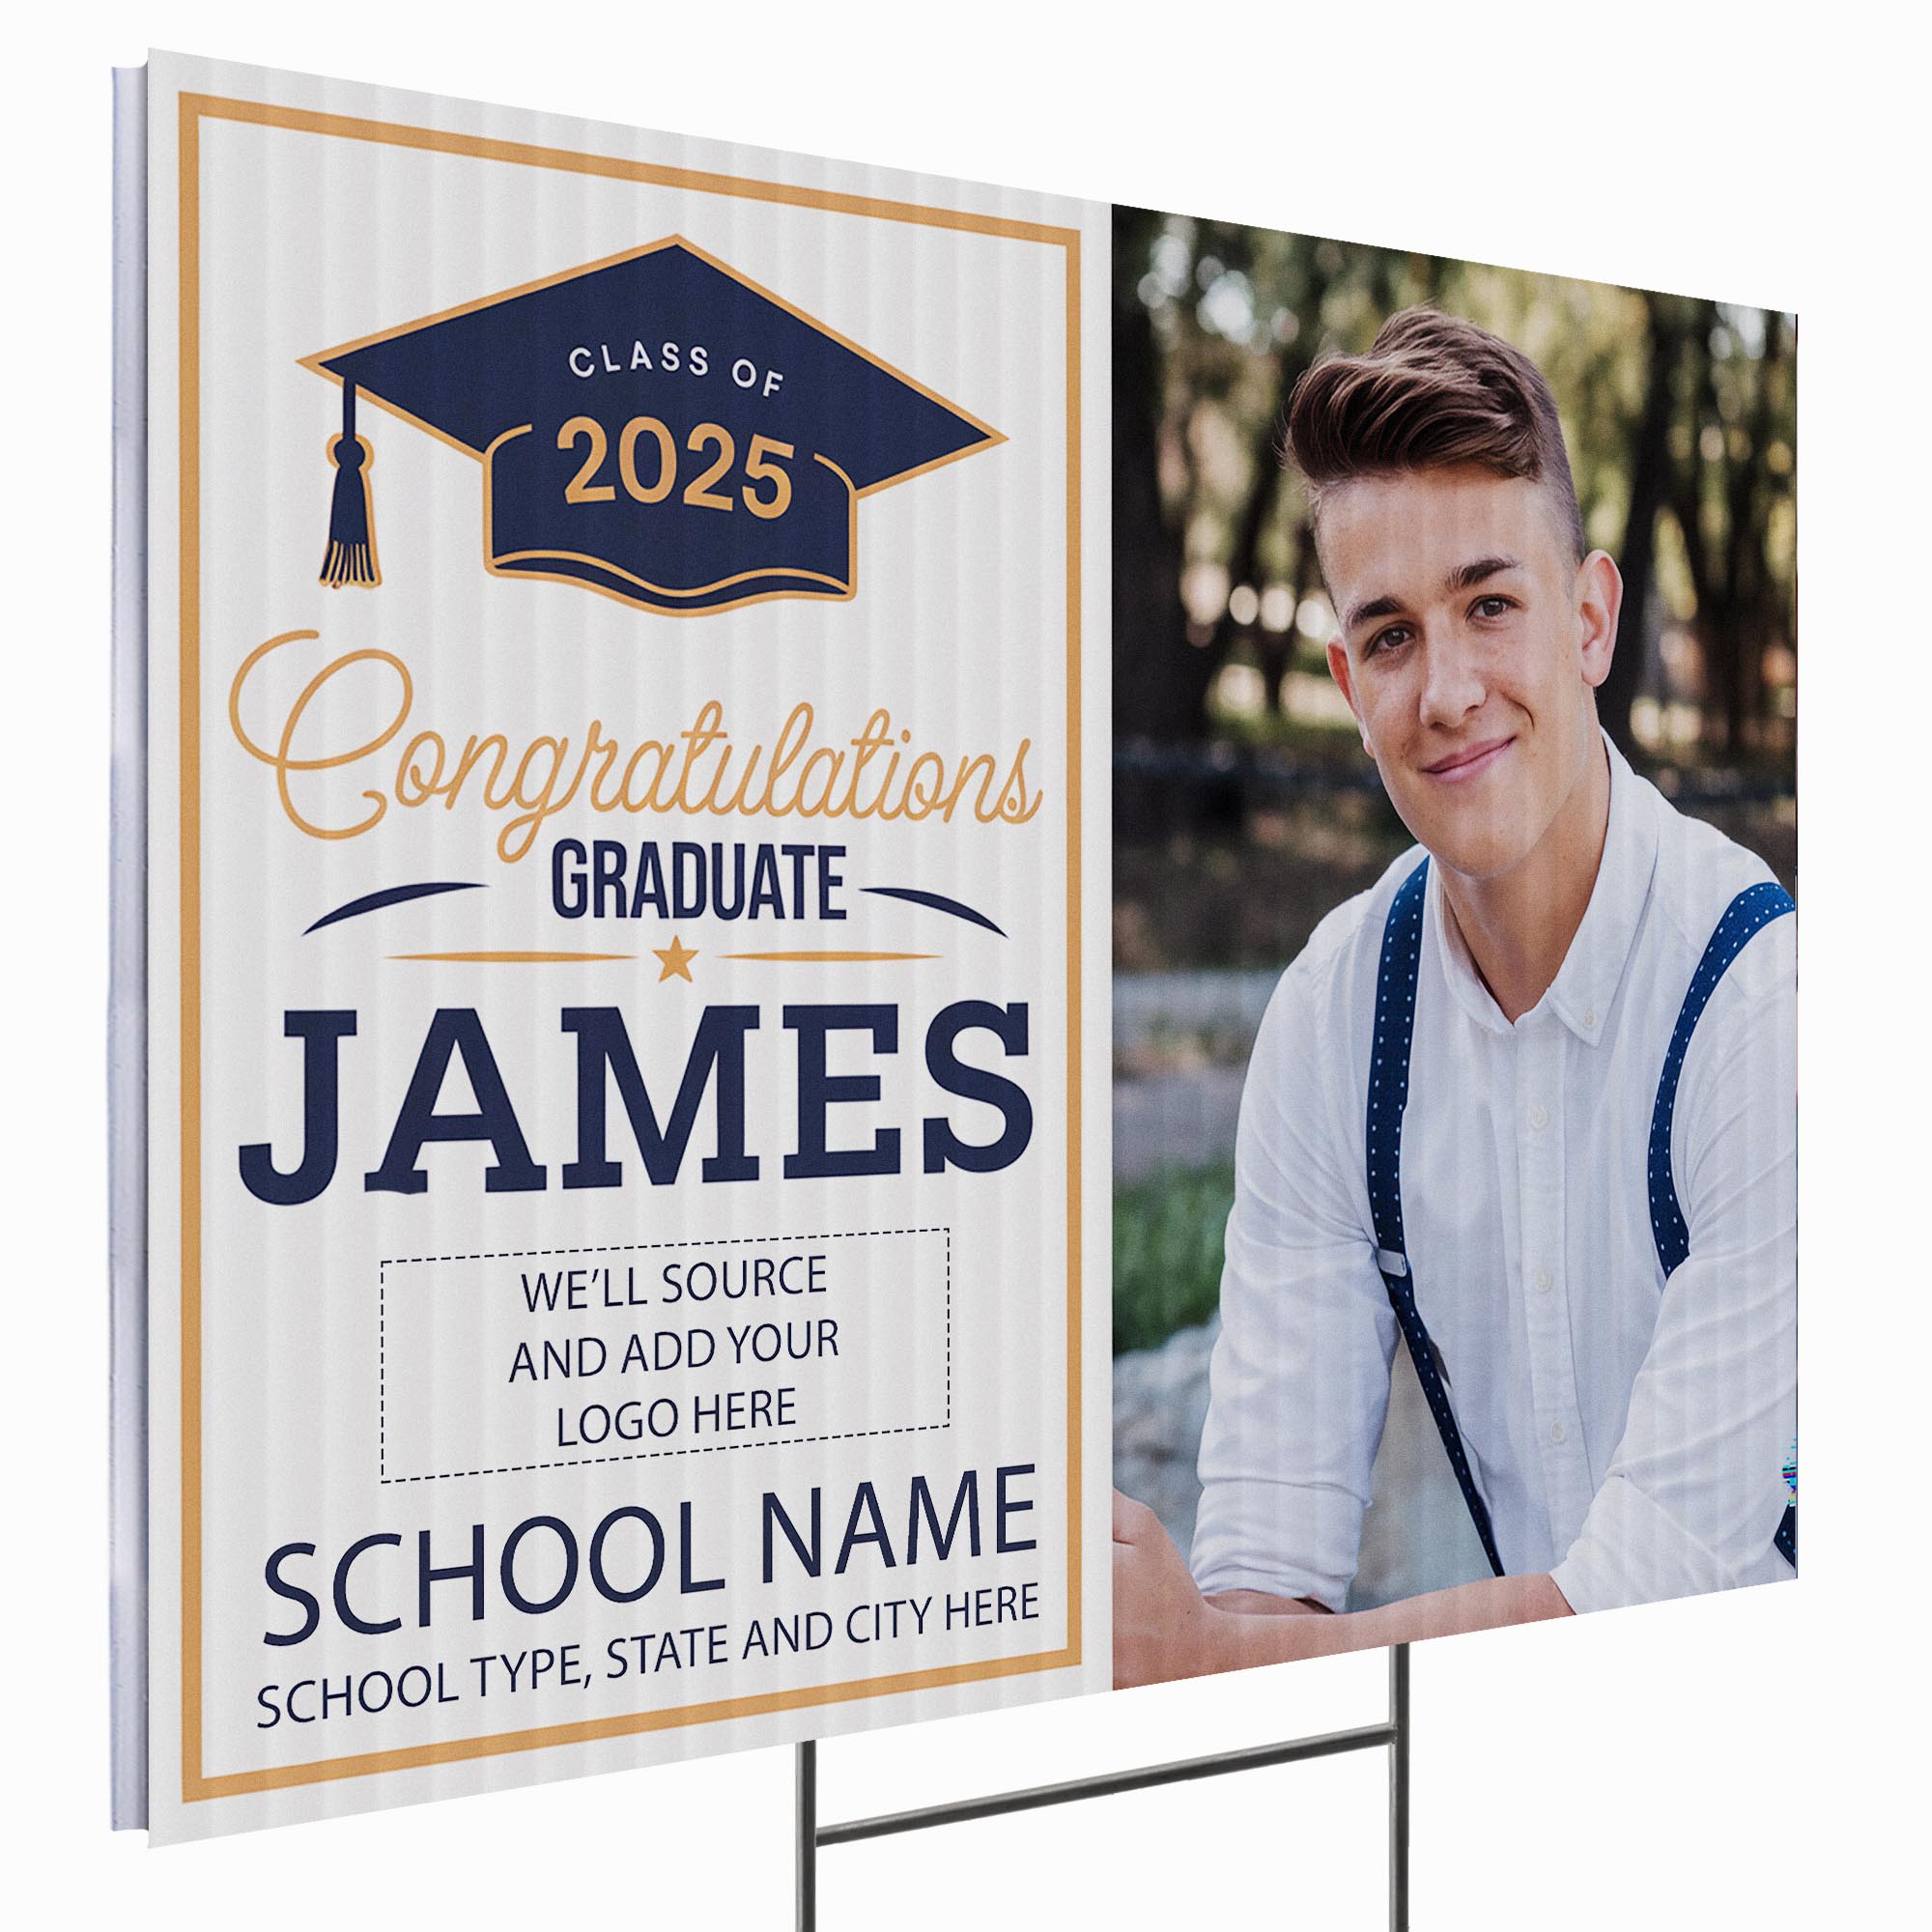 CLASS OF
2025
Congratulations
GRADUATE
JAMES
WE’LL SOURCE
AND ADD YOUR
LOGO HERE
SCHOOL NAME
SCHOOL TYPE, STATE AND CITY HERE